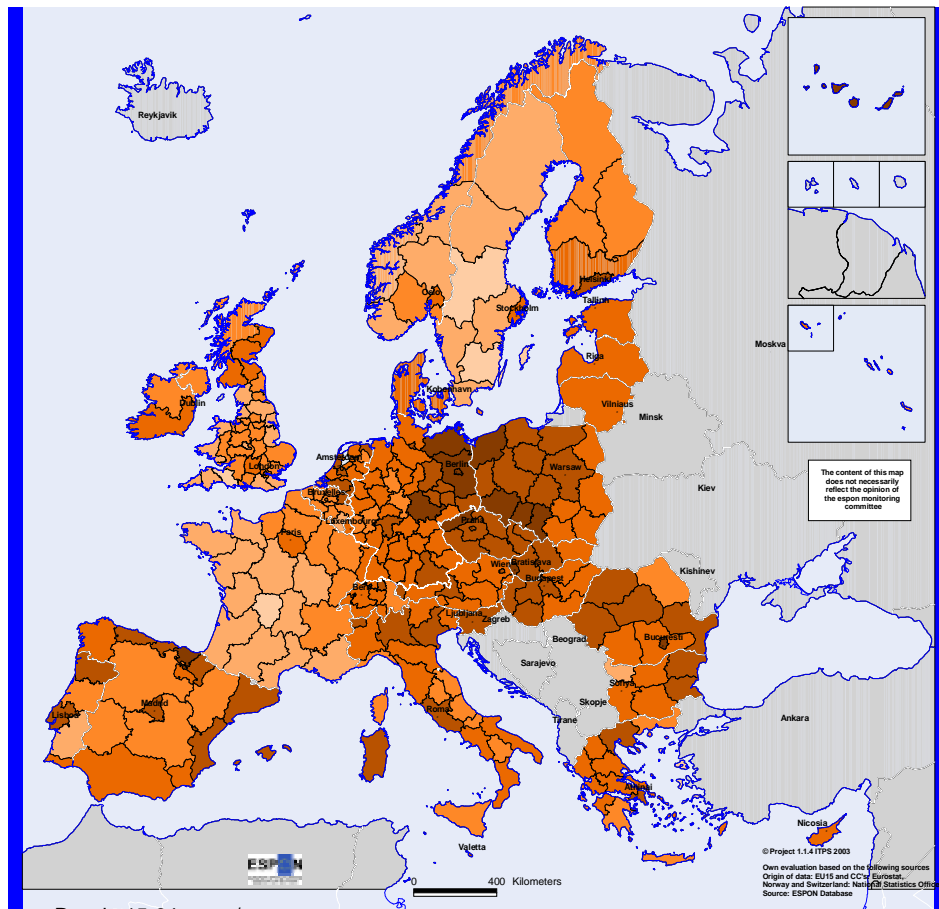 Reykjavik
Helsinki
Oslo
Tallinn
Stockholm
Moskva
Riga
Kobenhavn
Dublin
Vilniaus
Minsk
Amsterdam
Berlin
Warsaw
London
The content of this map
does not necessarily
reflect the opinion of
the espon monitoring
committee
Kiev
Bruxelles
Luxembourg
Praha
Paris
Wien
Bratislava
Kishinev
Budapest
Bern
Ljubljana
Zagreb
Beograd
Bucuresti
Sarajevo
Sofiya
Madrid
Skopje
Roma
Lisboa
Tirane
Ankara
Athinai
Nicosia
Valetta
© Project 1.1.4 ITPS 2003
ESPON
0 400 Kilometers
Own evaluation based on the following sources
Origin of data: EU15 and CC's: Eurostat,
Norway and Switzerland: National Statistics Offic
Source: ESPON Database